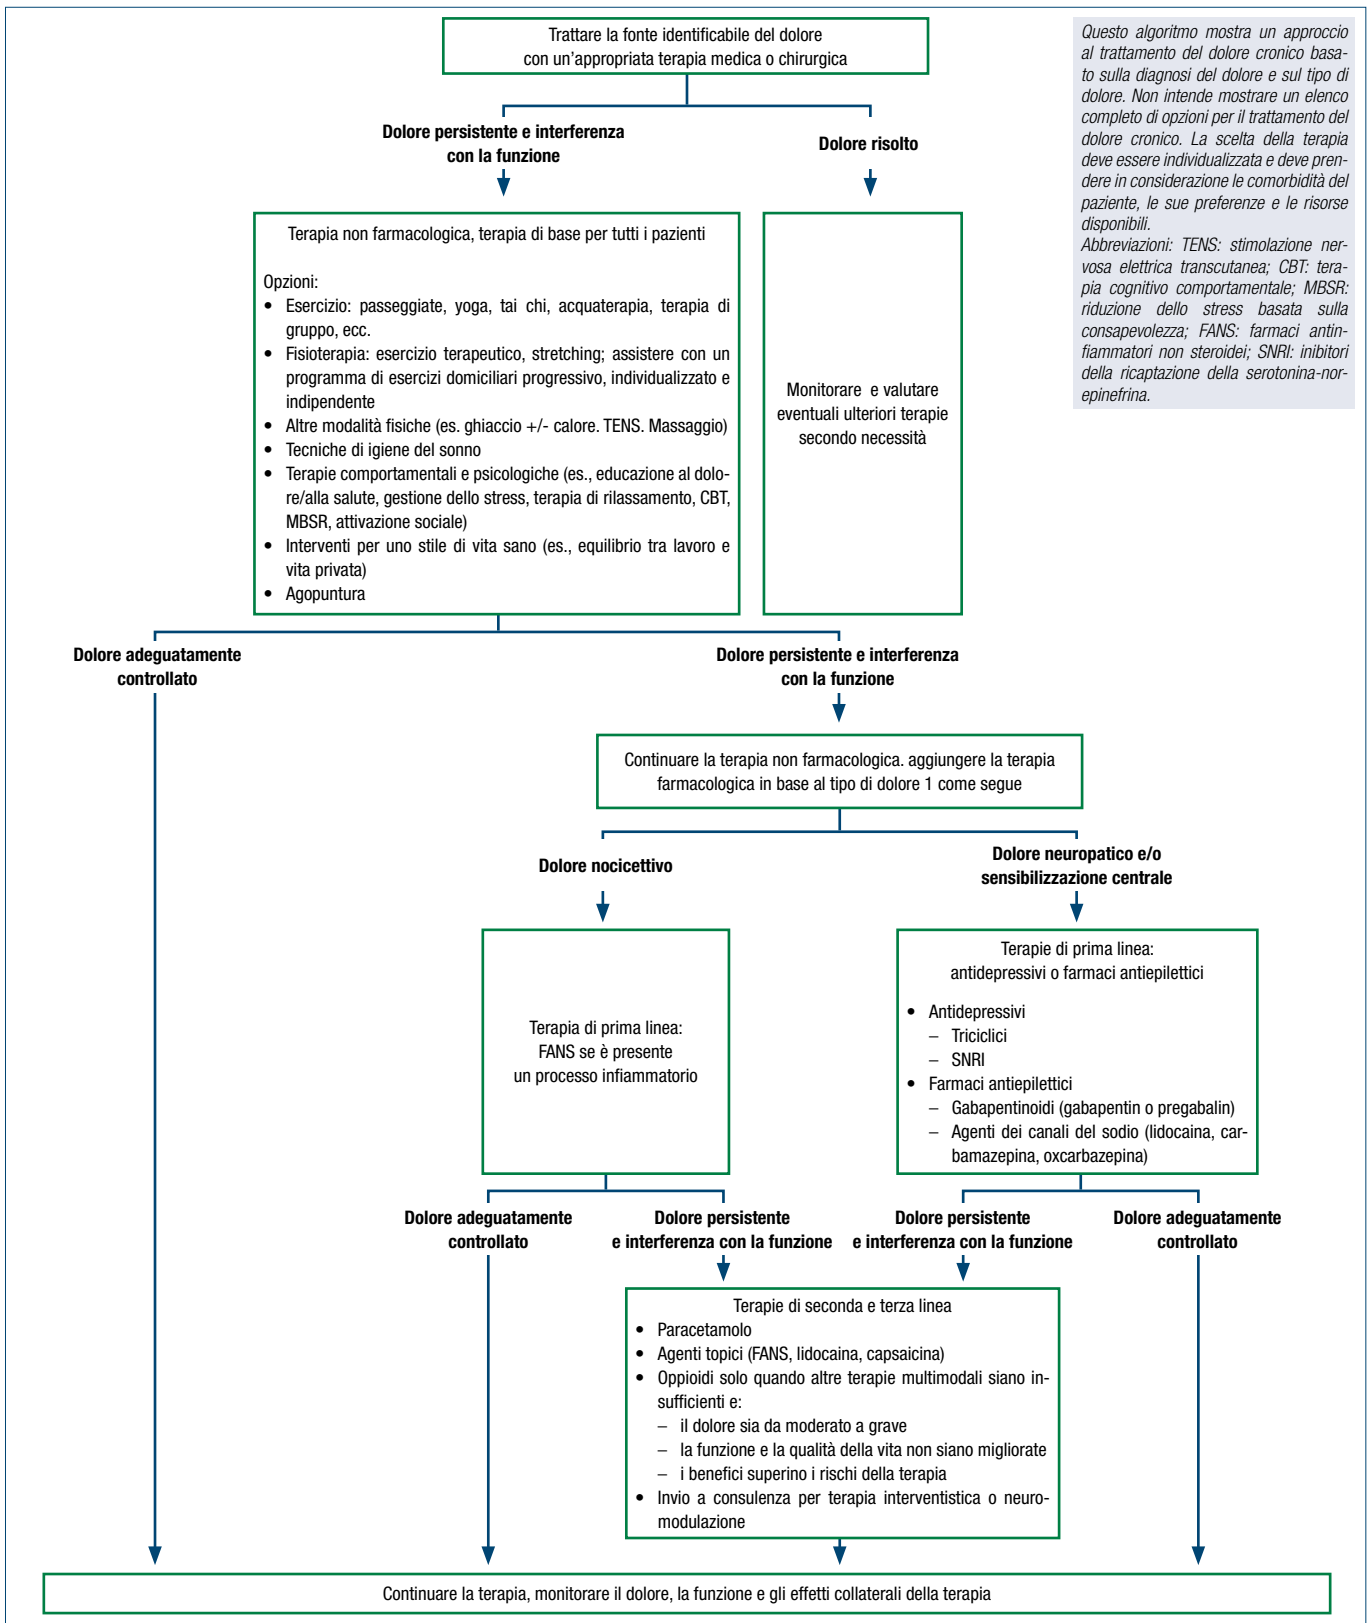 Trattare la fonte identificabile del dolore
con un'appropriata terapia medica o chirurgica
Questo algoritmo mostra un approccio
al trattamento del dolore cronico basa-
to sulla diagnosi del dolore e sul tipo di
dolore. Non intende mostrare un elenco
completo di opzioni per il trattamento del
dolore cronico. La scelta della terapia
deve essere individualizzata e deve pren-
dere in considerazione le comorbidità del
paziente, le sue preferenze e le risorse
disponibili.
Abbreviazioni: TENS: stimolazione ner-
vosa elettrica transcutanea; CBT: tera-
pia cognitivo comportamentale; MBSR:
riduzione dello stress basata sulla
consapevolezza; FANS: farmaci antin-
fiammatori non steroidei; SNRI: inibitori
della ricaptazione della serotonina-nor-
epinefrina.
Dolore persistente e interferenza
con la funzione
Dolore risolto
Terapia non farmacologica, terapia di base per tutti i pazienti
Opzioni:
• Esercizio: passeggiate, yoga, tai chi, acquaterapia, terapia di
gruppo, ecc.
• Fisioterapia: esercizio terapeutico, stretching; assistere con un
programma di esercizi domiciliari progressivo, individualizzato e
indipendente
• Altre modalità fisiche (es. ghiaccio +/- calore. TENS. Massaggio)
• Tecniche di igiene del sonno
• Terapie comportamentali e psicologiche (es., educazione al dolo-
re/alla salute, gestione dello stress, terapia di rilassamento, CBT,
MBSR, attivazione sociale)
• Interventi per uno stile di vita sano (es., equilibrio tra lavoro e
vita privata)
• Agopuntura
Monitorare e valutare
eventuali ulteriori terapie
secondo necessità
Dolore adeguatamente
controllato
Dolore persistente e interferenza
con la funzione
Continuare la terapia non farmacologica. aggiungere la terapia
farmacologica in base al tipo di dolore 1 come segue
Dolore nocicettivo
Dolore neuropatico e/o
sensibilizzazione centrale
Terapia di prima linea:
FANS se è presente
un processo infiammatorio
Terapie di prima linea:
antidepressivi o farmaci antiepilettici
• Antidepressivi
– Triciclici
– SNRI
• Farmaci antiepilettici
– Gabapentinoidi (gabapentin o pregabalin)
– Agenti dei canali del sodio (lidocaina, car-
bamazepina, oxcarbazepina)
Dolore adeguatamente
controllato
Dolore persistente
e interferenza con la funzione
Dolore persistente
e interferenza con la funzione
Dolore adeguatamente
controllato
Terapie di seconda e terza linea
• Paracetamolo
• Agenti topici (FANS, lidocaina, capsaicina)
• Oppioidi solo quando altre terapie multimodali siano in-
sufficienti e:
– il dolore sia da moderato a grave
– la funzione e la qualità della vita non siano migliorate
– i benefici superino i rischi della terapia
• Invio a consulenza per terapia interventistica o neuro-
modulazione
Continuare la terapia, monitorare il dolore, la funzione e gli effetti collaterali della terapia